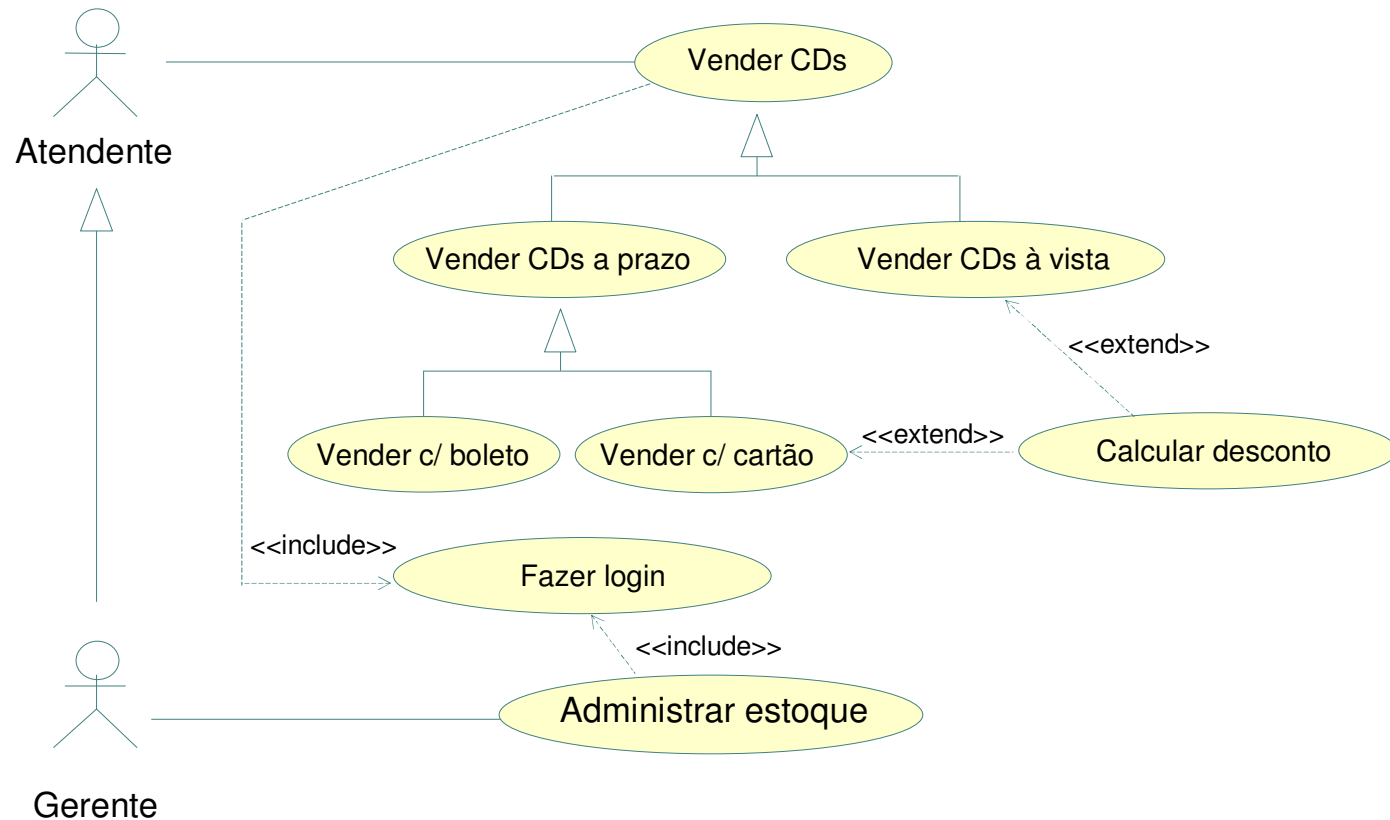 Vender CDs
Atendente
Vender CDs a prazo
Vender CDs à vista
<<extend>>
<<extend>>
Calcular desconto
Vender c/ boleto
Vender c/ cartão
<<include>>
Fazer login
<<include>>
Administrar estoque
Gerente